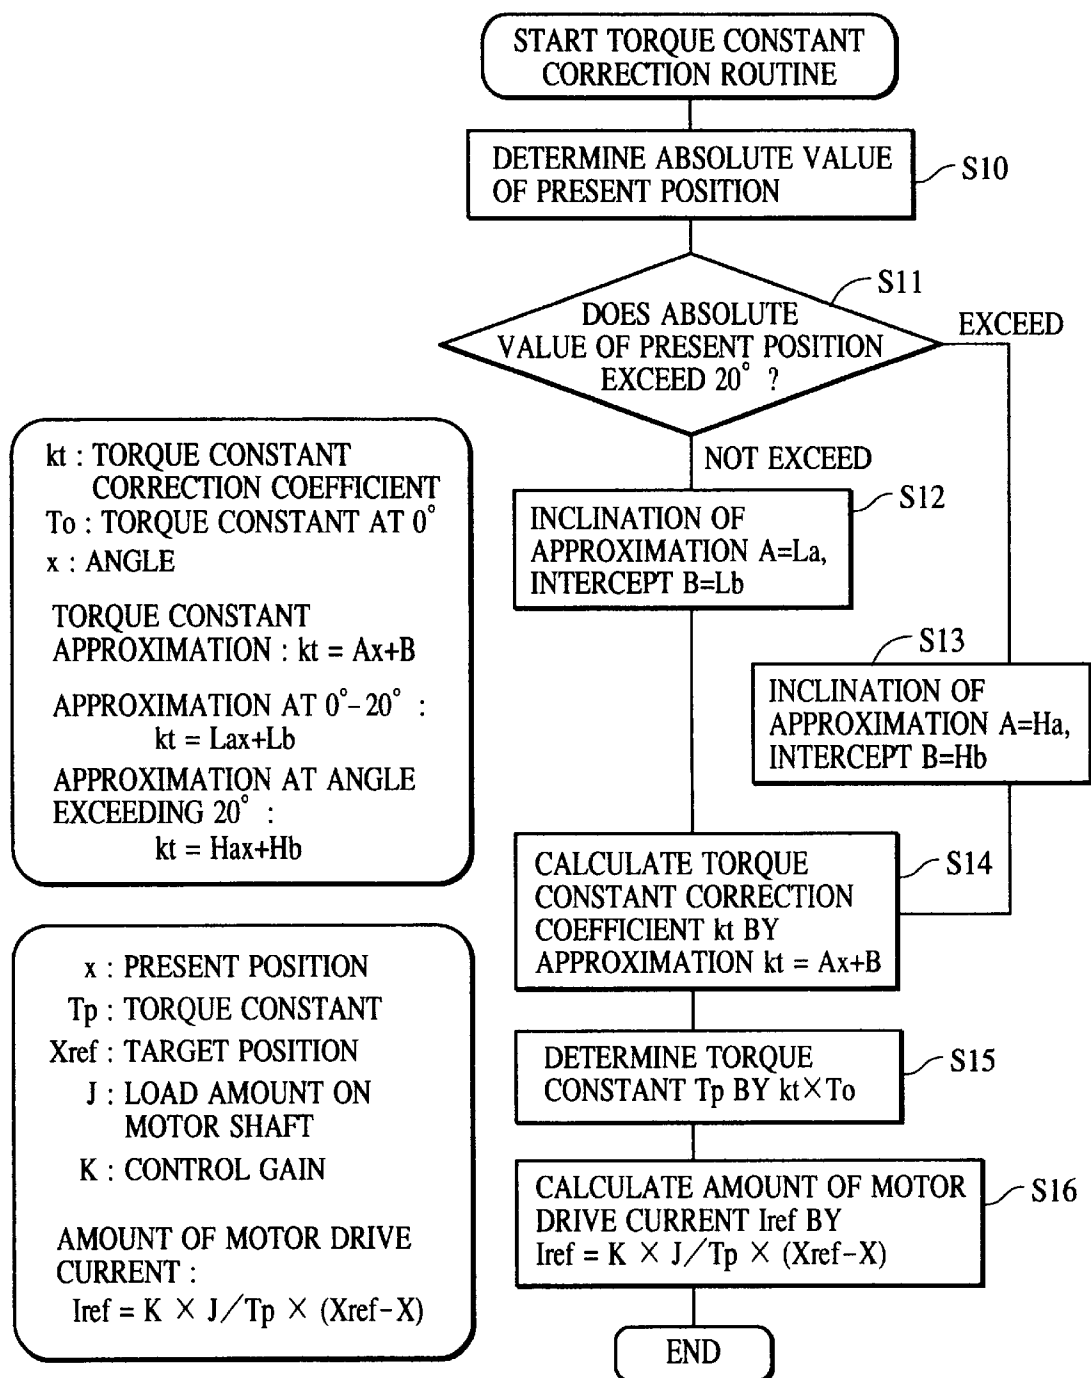 START TORQUE CONSTANT
CORRECTION ROUTINE
DETERMINE ABSOLUTE VALUE
OF PRESENT POSITION
S10
S11
DOES ABSOLUTE
VALUE OF PRESENT POSITION
EXCEED 20° ?
EXCEED
NOT EXCEED
S12
INCLINATION OF
APPROXIMATION A=La,
INTERCEPT B=Lb
S13
INCLINATION OF
APPROXIMATION A=Ha,
INTERCEPT B=Hb
S14
CALCULATE TORQUE
CONSTANT CORRECTION
COEFFICIENT kt BY
APPROXIMATION kt = Ax+B
DETERMINE TORQUE
CONSTANT Tp BY kt×To
S15
CALCULATE AMOUNT OF MOTOR
DRIVE CURRENT Iref BY
Iref = K × J/Tp × (Xref-X)
S16
END
kt : TORQUE CONSTANT
CORRECTION COEFFICIENT
To : TORQUE CONSTANT AT 0°
x : ANGLE
TORQUE CONSTANT
APPROXIMATION : kt = Ax+B
APPROXIMATION AT 0°-20° :
kt = Lax+Lb
APPROXIMATION AT ANGLE
EXCEEDING 20° :
kt = Hax+Hb
x : PRESENT POSITION
Tp : TORQUE CONSTANT
Xref : TARGET POSITION
J : LOAD AMOUNT ON
MOTOR SHAFT
K : CONTROL GAIN
AMOUNT OF MOTOR DRIVE
CURRENT :
Iref = K × J/Tp × (Xref-X)